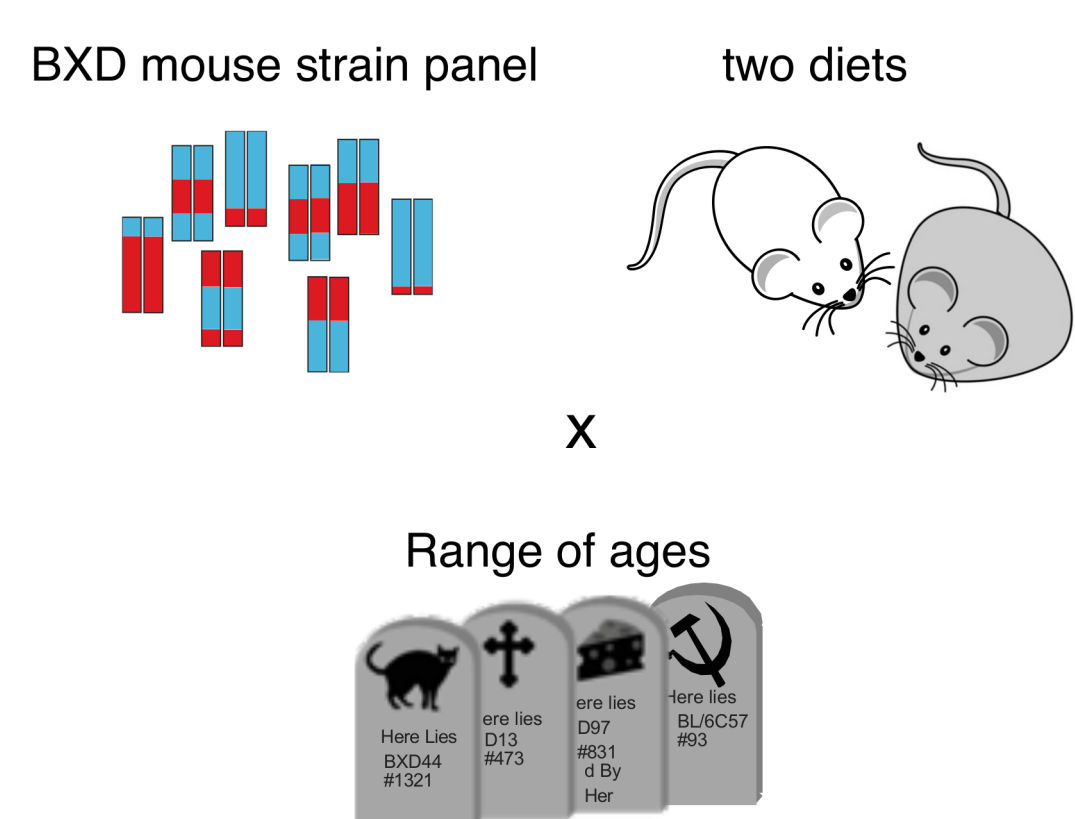 BXD mouse strain panel
two diets
X
Range of ages
Here Lies
BXD44
#1321
ere lies
D13
#473
ere lies
D97
#831
d By
Her
Here lies
BL/6C57
#93